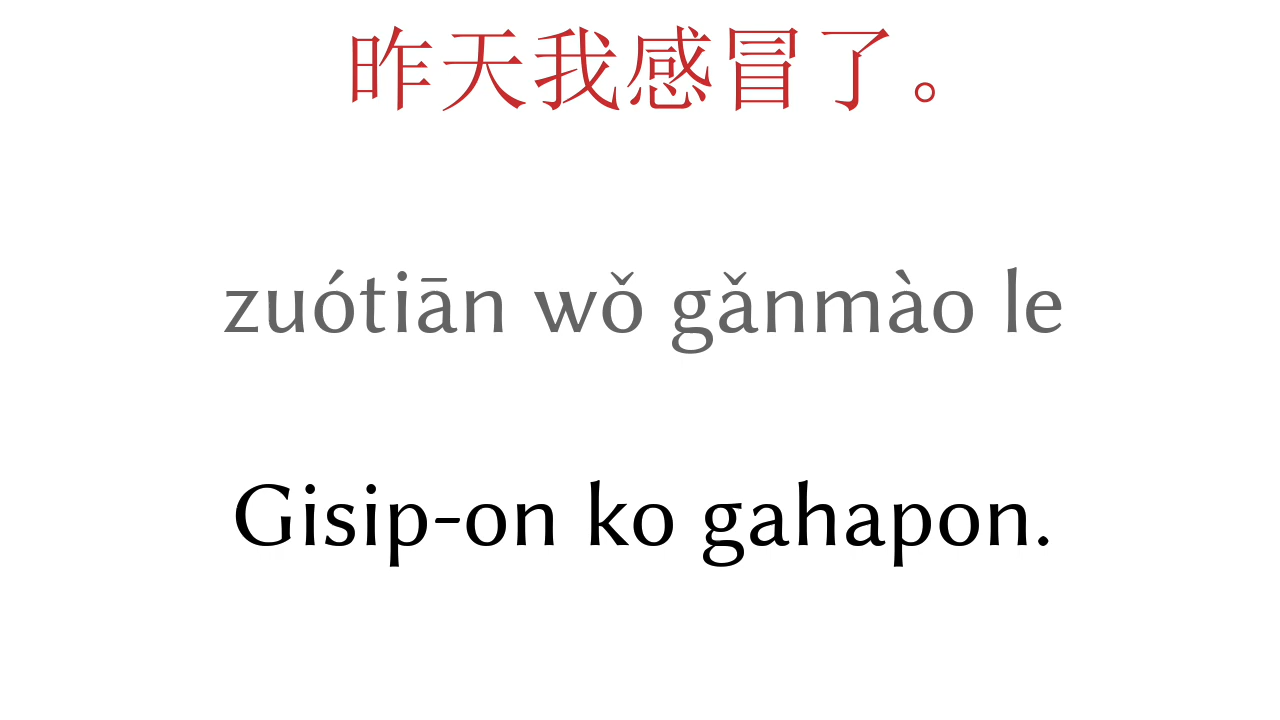 昨天我感冒了。
zuótiān wǒ gǎnmào le
Gisip-on ko gahapon.